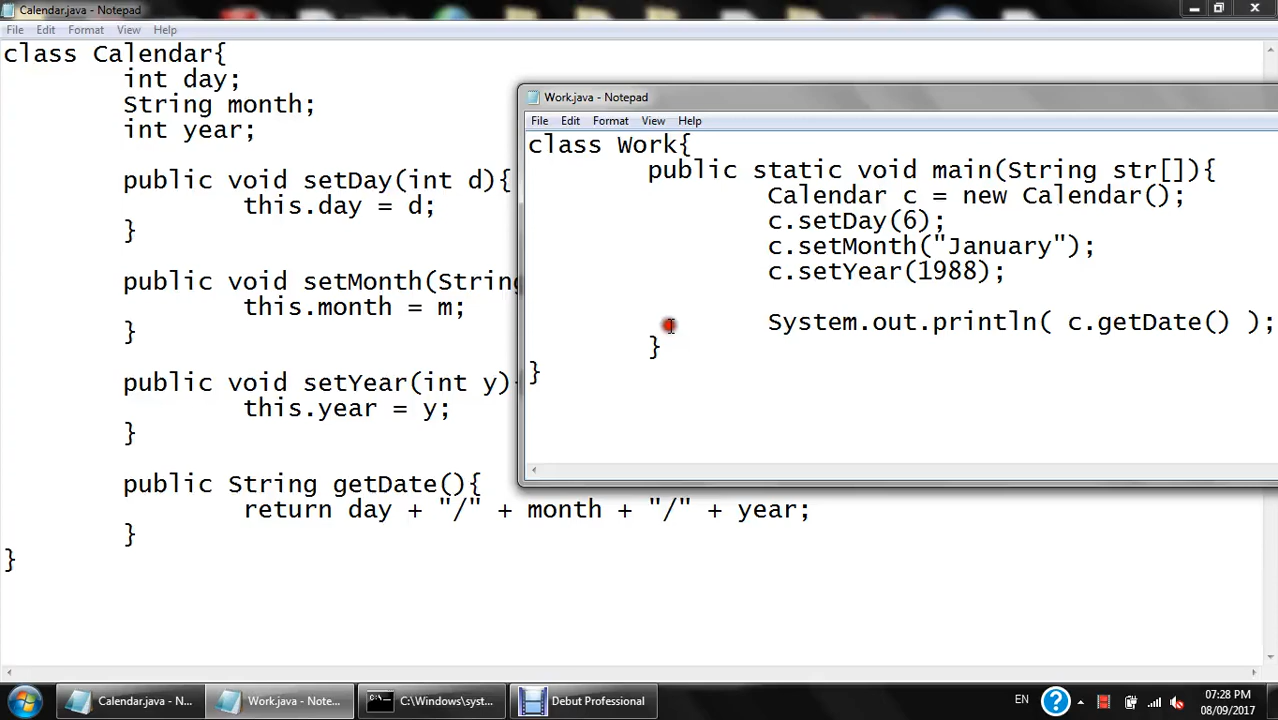 Calendar.java - Notepad
File Edit Format View Help
class Calendar{
int day;
String month;
int year;
public void setDay(int d){
this.day = d;
}
public void setMonth(String
this.month = m;
}
public void setYear(int y){
this.year = y;
}
public String getDate(){
return day + "/" + month + "/" + year;
}
}
Work.java - Notepad
File Edit Format View Help
class Work{
public static void main(String str[]){
Calendar c = new Calendar();
c.setDay(6);
c.setMonth("January");
c.setYear(1988);
System.out.println( c.getDate() );
}
}
Calendar.java - N...
Work.java - Note...
C:\Windows\syst...
Debut Professional
EN
07:28 PM
08/09/2017